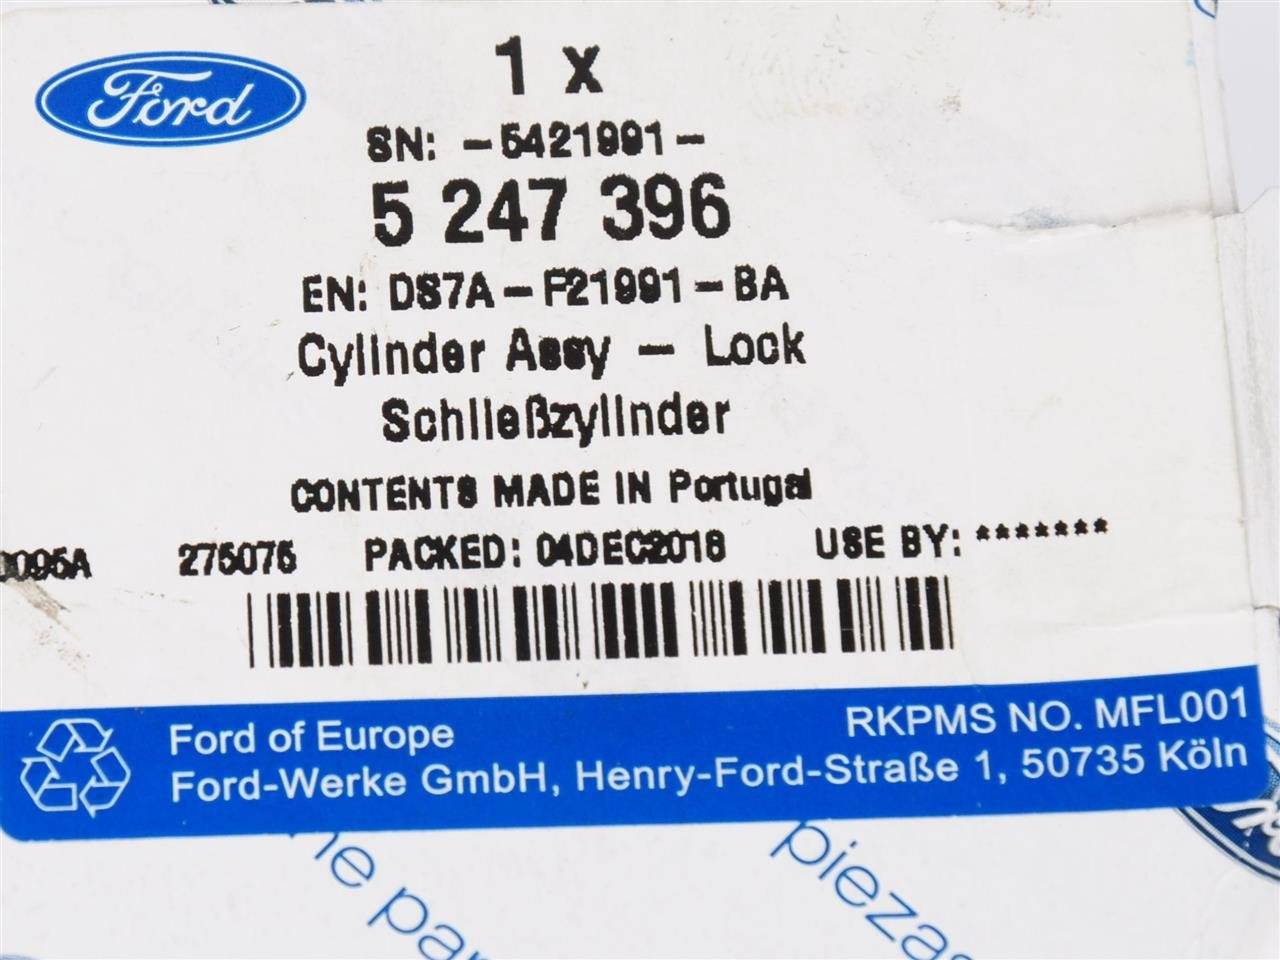 Ford
1 x
SN: -5421991-
5 247 396
EN: DS7A-F21991-BA
Cylinder Assy - Lock
Schließzylinder
CONTENTS MADE IN Portugal
275075 PACKED: 04DEC2018 USE BY: *******
Ford of Europe
RKPMS NO. MFL001
Ford-Werke GmbH, Henry-Ford-Straße 1, 50735 Köln
piezas